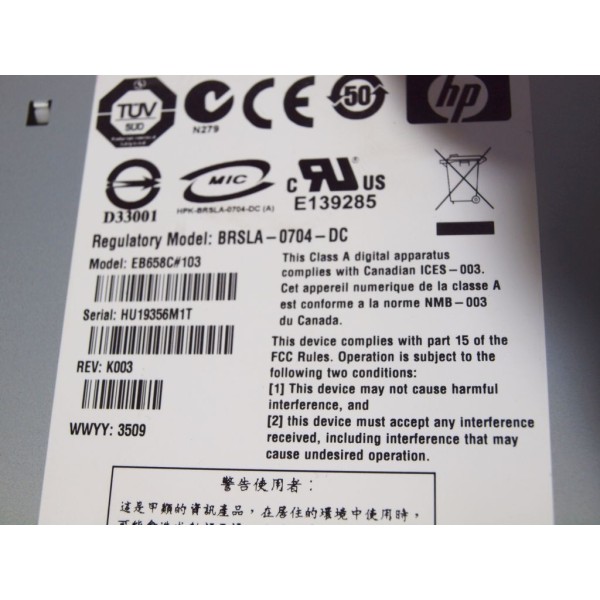 TÜV
SÜD
N279
CE
50
hp
D33001
MIC
HPK-BRSLA-0704-DC (A)
C RU US
E139285
Regulatory Model: BRSLA-0704-DC
Model: EB658C#103
Serial: HU19356M1T
REV: K003
WWYY: 3509
This Class A digital apparatus
complies with Canadian ICES-003.
Cet appareil numerique de la classe A
est conforme a la norme NMB-003
du Canada.
This device complies with part 15 of the
FCC Rules. Operation is subject to the
following two conditions:
[1] This device may not cause harmful
interference, and
[2] this device must accept any interference
received, including interference that may
cause undesired operation.
警告使用者：
這是甲類的資訊產品，在居住的環境中使用時，